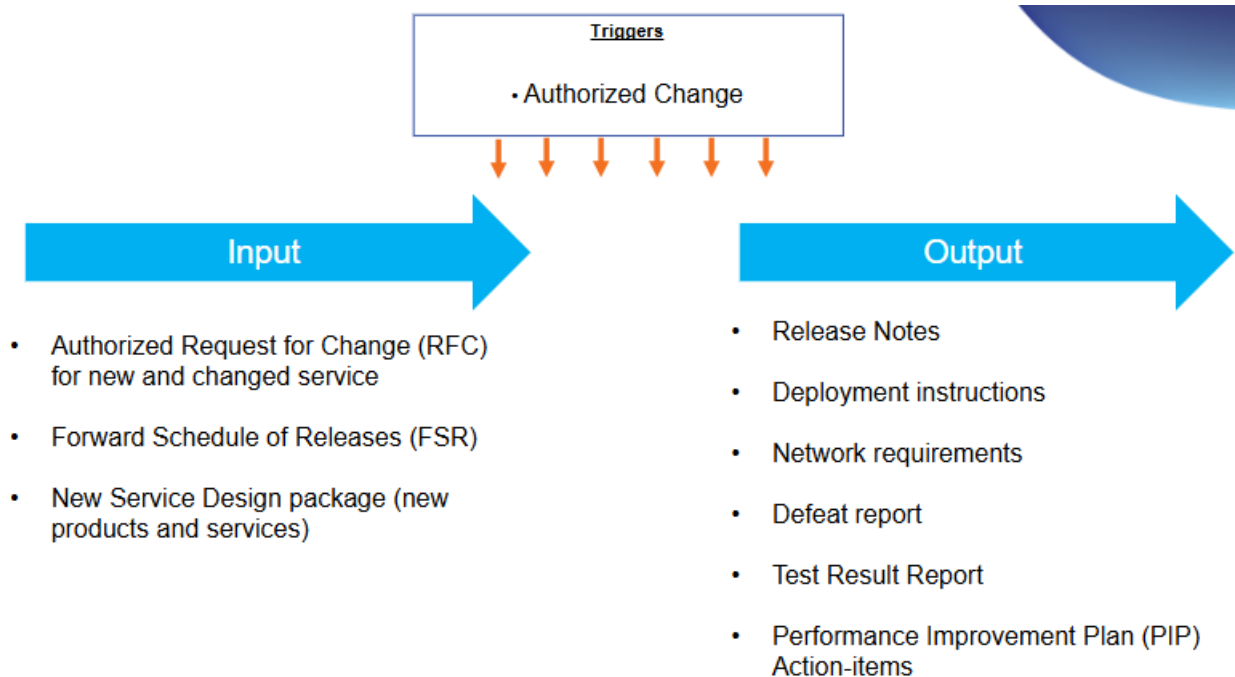 Triggers
• Authorized Change
Input
Output
• Authorized Request for Change (RFC)
for new and changed service
• Forward Schedule of Releases (FSR)
• New Service Design package (new
products and services)
• Release Notes
• Deployment instructions
• Network requirements
• Defeat report
• Test Result Report
• Performance Improvement Plan (PIP)
Action-items